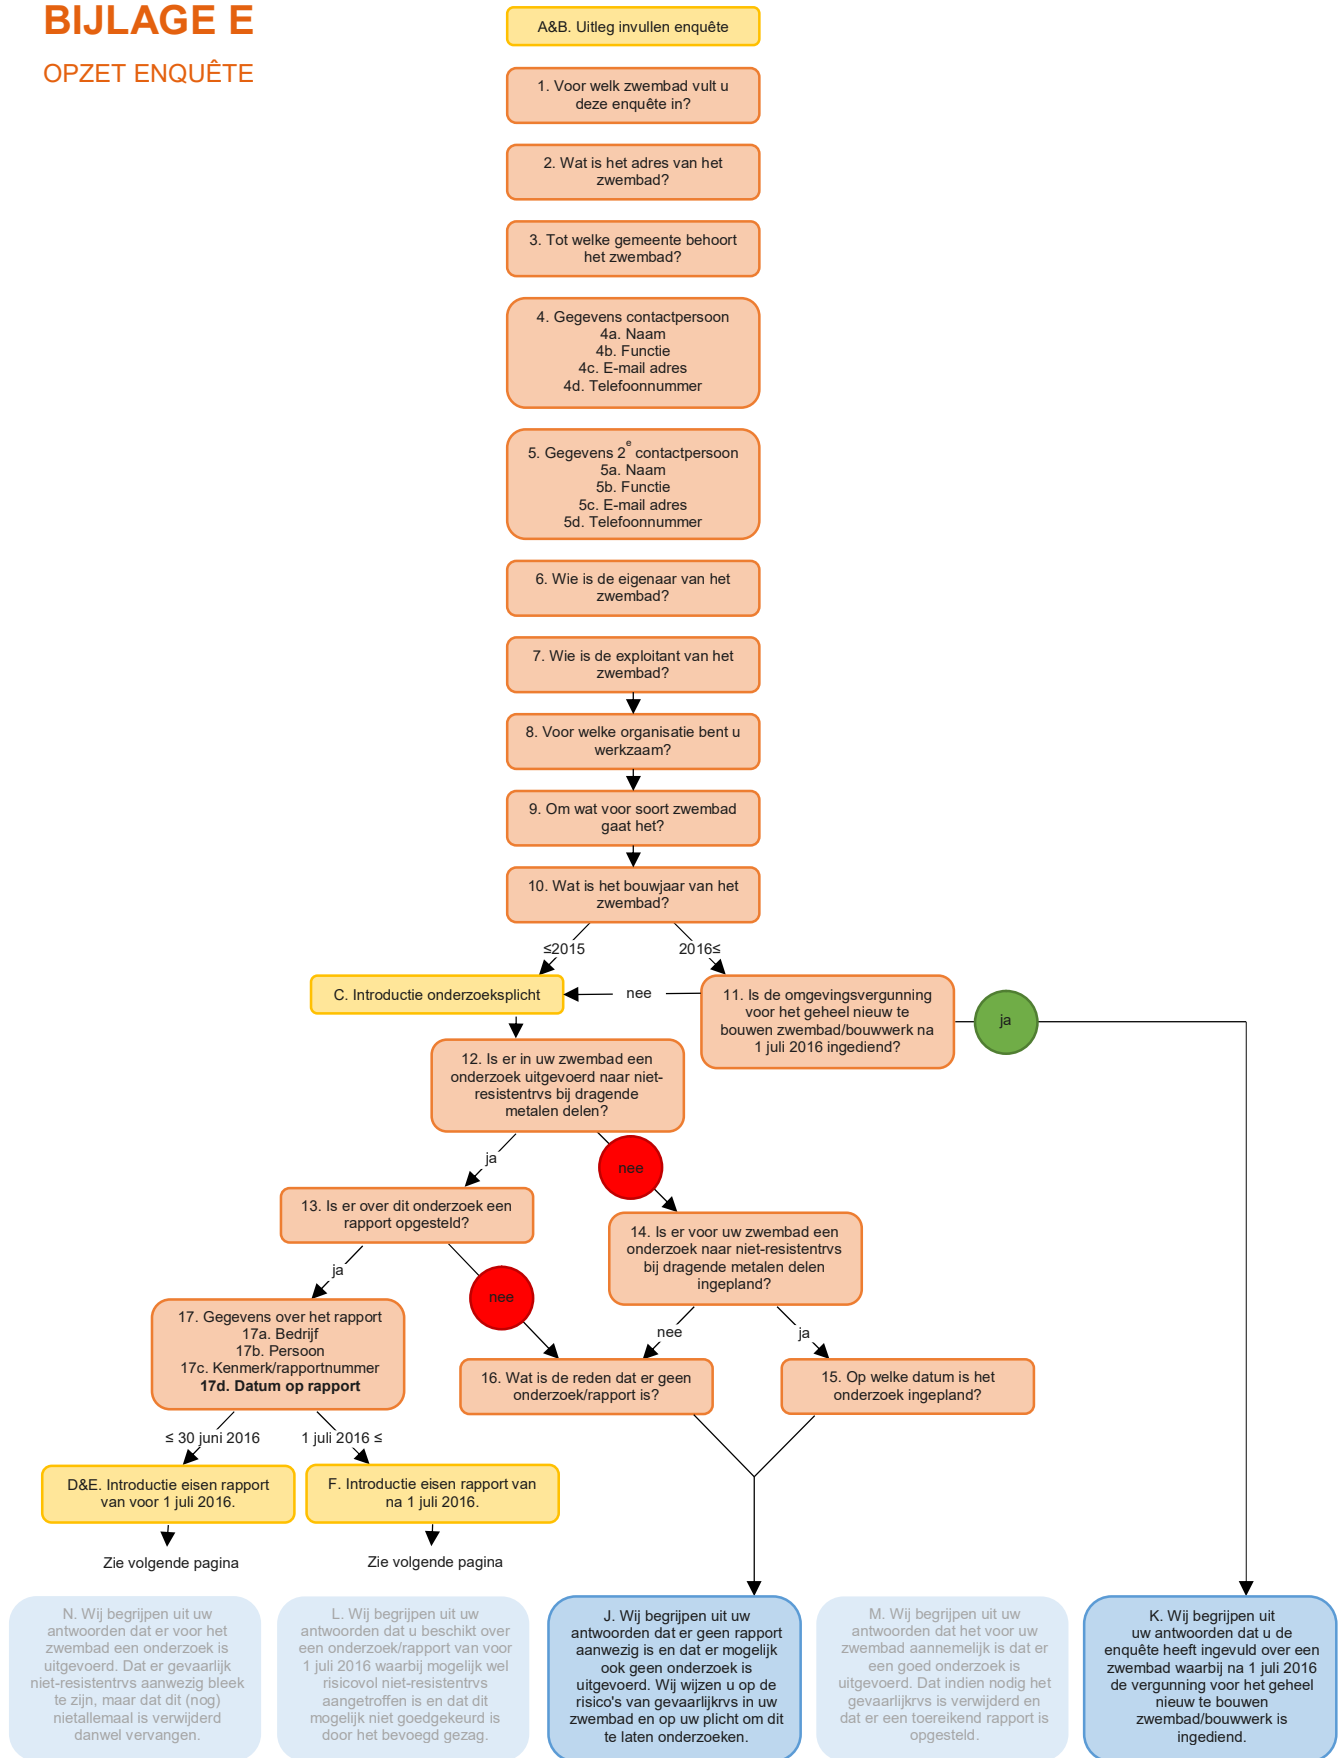 BIJLAGE E
OPZET ENQUÊTE
A&B. Uitleg invullen enquête
1. Voor welk zwembad vult u
deze enquête in?
2. Wat is het adres van het
zwembad?
3. Tot welke gemeente behoort
het zwembad?
4. Gegevens contactpersoon
4a. Naam
4b. Functie
4c. E-mail adres
4d. Telefoonnummer
5. Gegevens 2e contactpersoon
5a. Naam
5b. Functie
5c. E-mail adres
5d. Telefoonnummer
6. Wie is de eigenaar van het
zwembad?
7. Wie is de exploitant van het
zwembad?
8. Voor welke organisatie bent u
werkzaam?
9. Om wat voor soort zwembad
gaat het?
10. Wat is het bouwjaar van het
zwembad?
≤2015
2016≤
C. Introductie onderzoeksplicht
nee
11. Is de omgevingsvergunning
voor het geheel nieuw te
bouwen zwembad/bouwwerk na
1 juli 2016 ingediend?
ja
12. Is er in uw zwembad een
onderzoek uitgevoerd naar niet-
resistentrvs bij dragende
metalen delen?
ja
nee
13. Is er over dit onderzoek een
rapport opgesteld?
14. Is er voor uw zwembad een
onderzoek naar niet-resistentrvs
bij dragende metalen delen
ingepland?
ja
nee
nee
ja
17. Gegevens over het rapport
17a. Bedrijf
17b. Persoon
17c. Kenmerk/rapportnummer
17d. Datum op rapport
16. Wat is de reden dat er geen
onderzoek/rapport is?
15. Op welke datum is het
onderzoek ingepland?
≤ 30 juni 2016
1 juli 2016 ≤
D&E. Introductie eisen rapport
van voor 1 juli 2016.
F. Introductie eisen rapport van
na 1 juli 2016.
Zie volgende pagina
Zie volgende pagina
N. Wij begrijpen uit uw
antwoorden dat er voor het
zwembad een onderzoek is
uitgevoerd. Dat er gevaarlijk
niet-resistentrvs aanwezig bleek
te zijn, maar dat dit (nog)
nietallemaal is verwijderd
danwel vervangen.
L. Wij begrijpen uit uw
antwoorden dat u beschikt over
een onderzoek/rapport van voor
1 juli 2016 waarbij mogelijk wel
risicovol niet-resistentrvs
aangetroffen is en dat dit
mogelijk niet goedgekeurd is
door het bevoegd gezag.
J. Wij begrijpen uit uw
antwoorden dat er geen rapport
aanwezig is en dat er mogelijk
ook geen onderzoek is
uitgevoerd. Wij wijzen u op de
risico's van gevaarlijkrvs in uw
zwembad en op uw plicht om dit
te laten onderzoeken.
M. Wij begrijpen uit uw
antwoorden dat het voor uw
zwembad aannemelijk is dat er
een goed onderzoek is
uitgevoerd. Dat indien nodig het
gevaarlijkrvs is verwijderd en
dat er een toereikend rapport is
opgesteld.
K. Wij begrijpen uit
uw antwoorden dat u de
enquête heeft ingevuld over een
zwembad waarbij na 1 juli 2016
de vergunning voor het geheel
nieuw te bouwen
zwembad/bouwwerk is
ingediend.